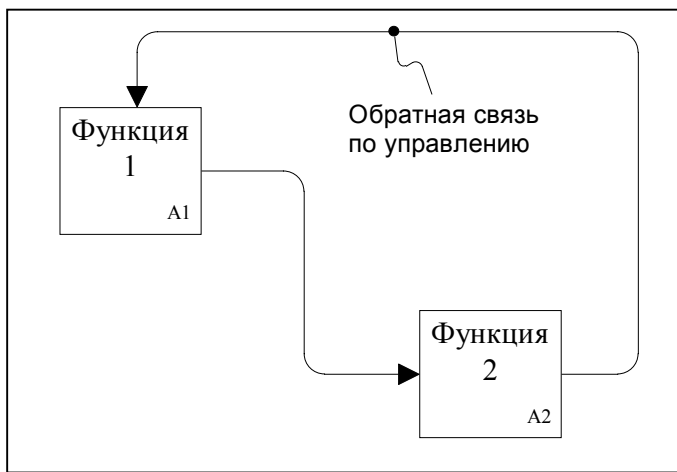 Обратная связь
по управлению
Функция
1
A1
Функция
2
A2